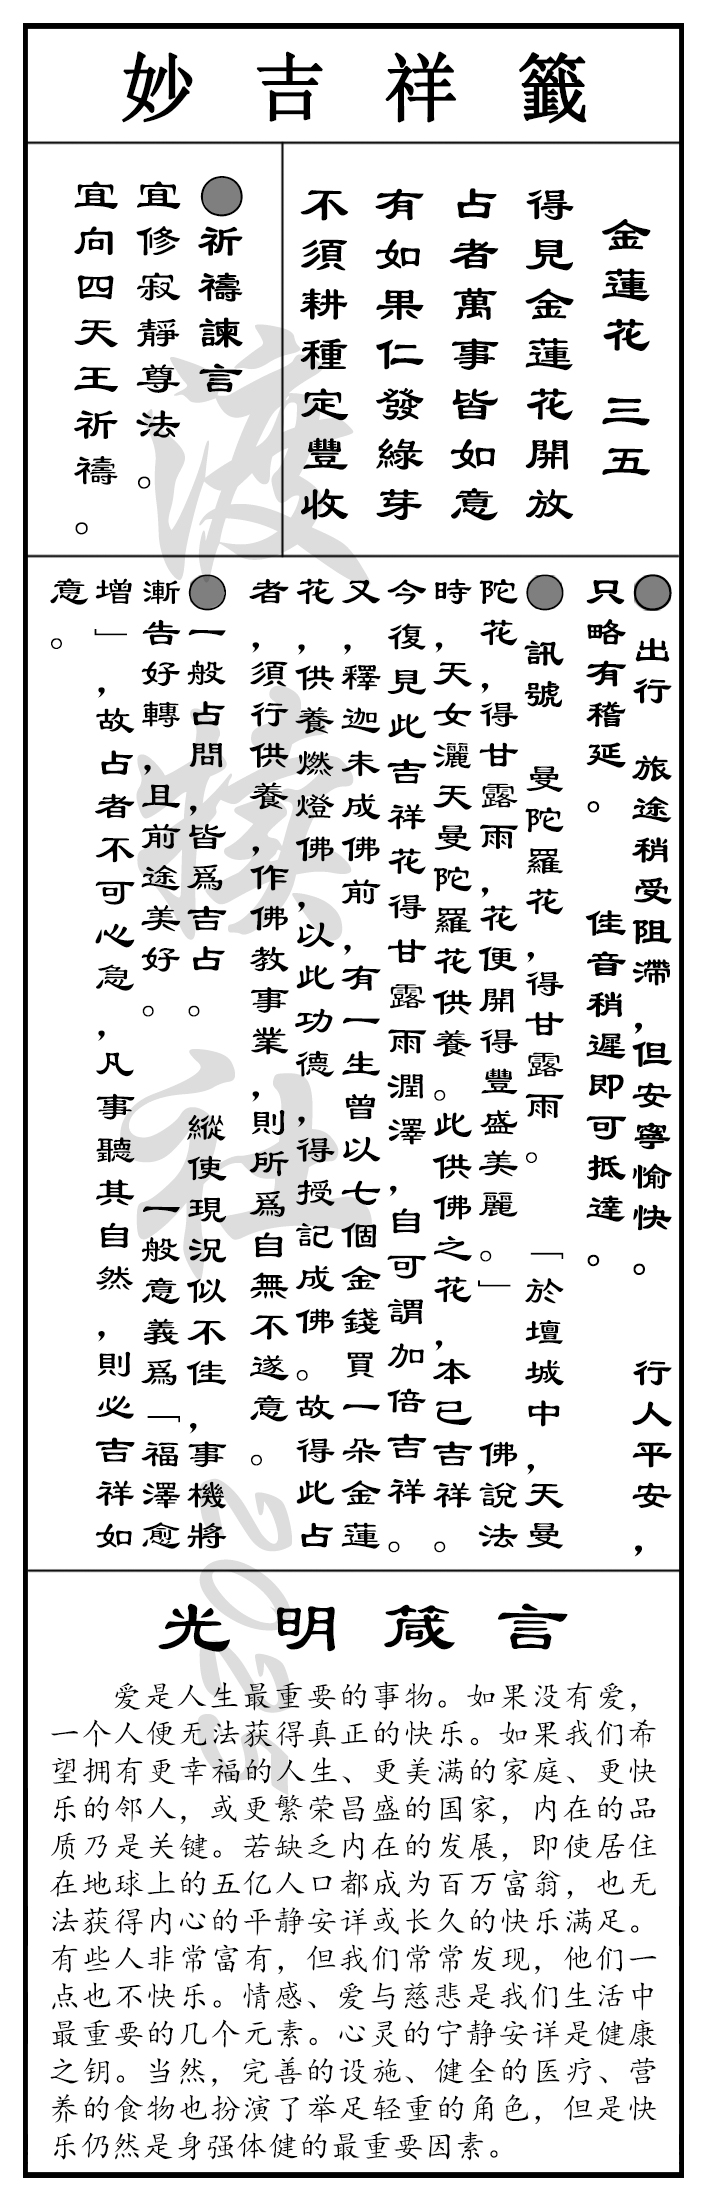 妙吉祥籤
金蓮花 三五
得見金蓮花開放
占者萬事皆如意
有如果仁發綠芽
不須耕種定豐收
●祈禱諫言
宜修寂靜尊法。
宜向四天王祈禱。
●出行 旅途稍受阻滯，但安寧愉快。 行人平安，
只略有稽延。 佳音稍遲即可抵達。
●訊號 曼陀羅花，得甘露雨。 「於壇城中，天曼
陀花，得甘露雨，花便開得豐盛美麗。」 佛說法
時，天女灑天曼陀羅花供養。此供佛之花，本己吉祥。
今復見此吉祥花得甘露雨潤澤，自可謂加倍吉祥。
又，釋迦未成佛前，有一生曾以七個金錢買一朵金蓮
花，供養燃燈佛，以此功德，得授記成佛。故得此占
者，須行供養，作佛教事業，則所爲自無不遂意。
●一般占問，皆爲吉占。 縱使現況似不佳，事機將
漸告好轉，且前途美好。 一般意義爲「福澤愈
增」，故占者不可心急，凡事聽其自然，則必吉祥如
意。
光明箴言
爱是人生最重要的事物。如果没有爱，
一个人便无法获得真正的快乐。如果我们希
望拥有更幸福的人生、更美满的家庭、更快
乐的邻人，或更繁荣昌盛的国家，内在的品
质乃是关键。若缺乏内在的发展，即使居住
在地球上的五亿人口都成为百万富翁，也无
法获得内心的平静安详或长久的快乐满足。
有些人非常富有，但我们常常发现，他们一
点也不快乐。情感、爱与慈悲是我们生活中
最重要的几个元素。心灵的宁静安详是健康
之钥。当然，完善的设施、健全的医疗、营
养的食物也扮演了举足轻重的角色，但是快
乐仍然是身强体健的最重要因素。